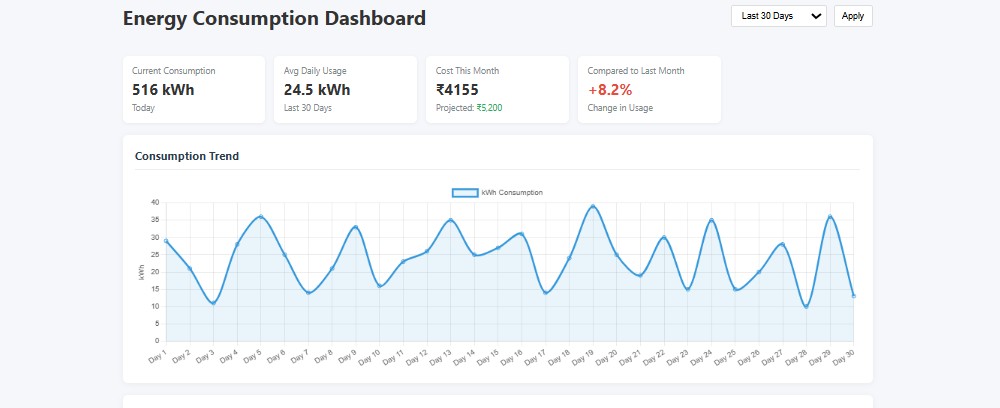 Energy Consumption Dashboard
Last 30 Days
Apply
Current Consumption
516 kWh
Today
Avg Daily Usage
24.5 kWh
Last 30 Days
Cost This Month
₹4155
Projected: ₹5,200
Compared to Last Month
+8.2%
Change in Usage
Consumption Trend
kWh Consumption
kWh
40
35
30
25
20
15
10
5
0
Day 1
Day 2
Day 3
Day 4
Day 5
Day 6
Day 7
Day 8
Day 9
Day 10
Day 11
Day 12
Day 13
Day 14
Day 15
Day 16
Day 17
Day 18
Day 19
Day 20
Day 21
Day 22
Day 23
Day 24
Day 25
Day 26
Day 27
Day 28
Day 29
Day 30